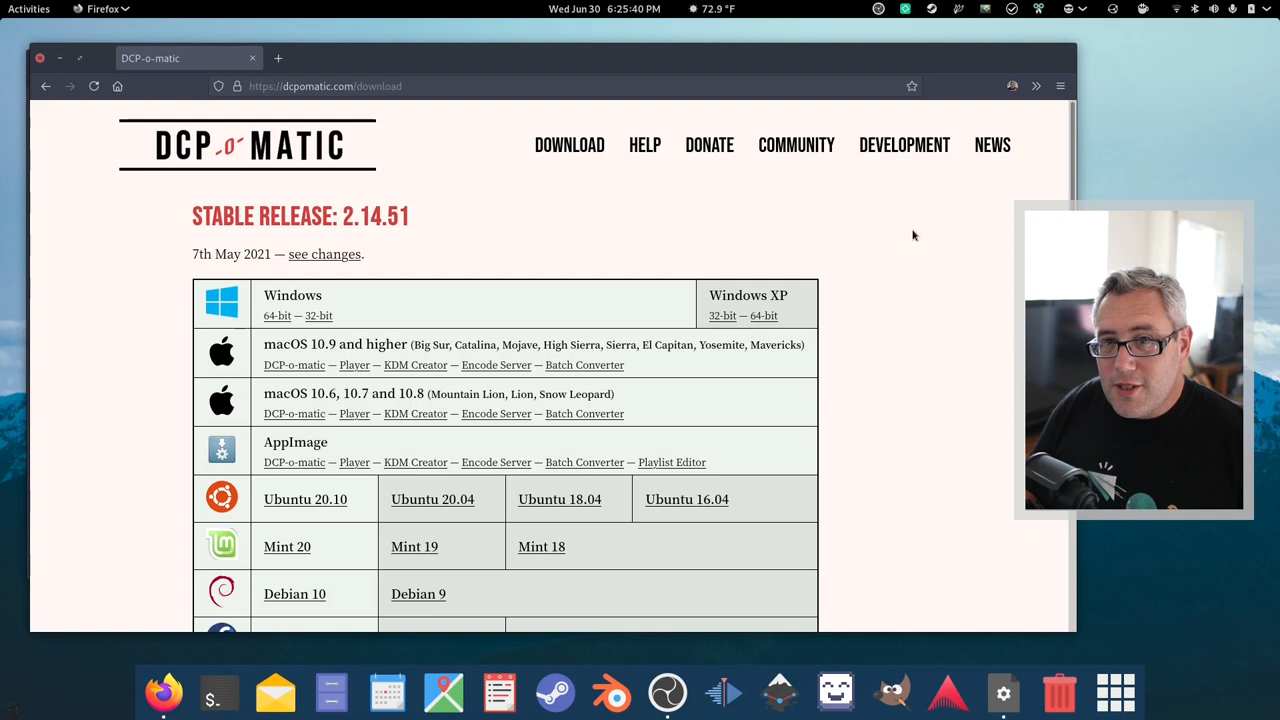 Activities Firefox Wed Jun 30 6:25:40 PM 72.9 °F
DCP-o-matic
https://dcpomatic.com/download
DCP-o-MATIC
DOWNLOAD HELP DONATE COMMUNITY DEVELOPMENT NEWS
STABLE RELEASE: 2.14.51
7th May 2021 — see changes.
Windows
64-bit — 32-bit
Windows XP
32-bit — 64-bit
macOS 10.9 and higher (Big Sur, Catalina, Mojave, High Sierra, Sierra, El Capitan, Yosemite, Mavericks)
DCP-o-matic — Player — KDM Creator — Encode Server — Batch Converter
macOS 10.6, 10.7 and 10.8 (Mountain Lion, Lion, Snow Leopard)
DCP-o-matic — Player — KDM Creator — Encode Server — Batch Converter
AppImage
DCP-o-matic — Player — KDM Creator — Encode Server — Batch Converter — Playlist Editor
Ubuntu 20.10 Ubuntu 20.04 Ubuntu 18.04 Ubuntu 16.04
Mint 20 Mint 19 Mint 18
Debian 10 Debian 9
$_